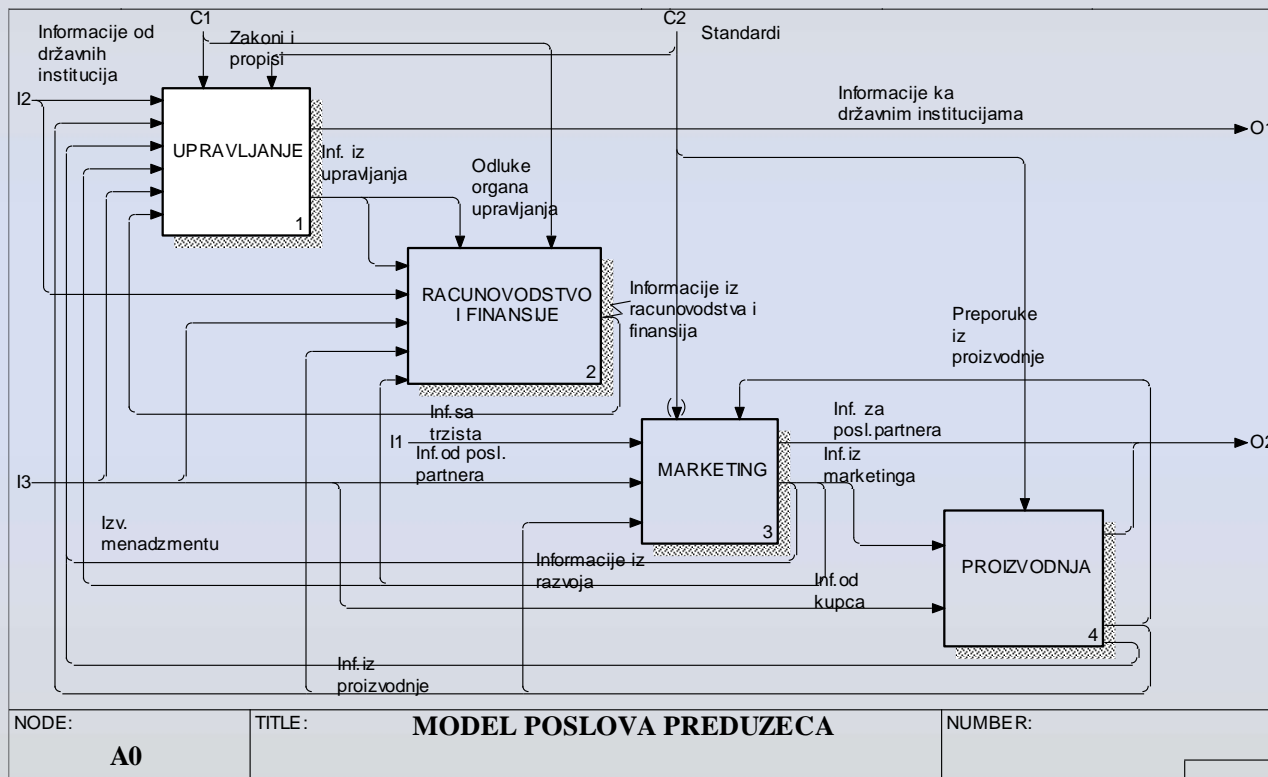 C1
C2
Informacije od
državnih
institucija
Zakoni i
propisi
Standardi
I2
Informacije ka
državnim institucijama
O1
UPRAVLJANJE
1
Inf. iz
upravljanja
Odluke
organa
upravljanja
RACUNOVODSTVO
I FINANSIJE
2
Informacije iz
racunovodstva i
finansija
Preporuke
iz
proizvodnje
Inf.sa
trzista
I1
Inf.od posl.
partnera
Inf. za
posl.partnera
O2
Inf.iz
marketinga
MARKETING
3
I3
Izv.
menadzmentu
Informacije iz
razvoja
Inf.od
kupca
PROIZVODNJA
4
Inf.iz
proizvodnje
NODE:
A0
TITLE:
MODEL POSLOVA PREDUZECA
NUMBER: